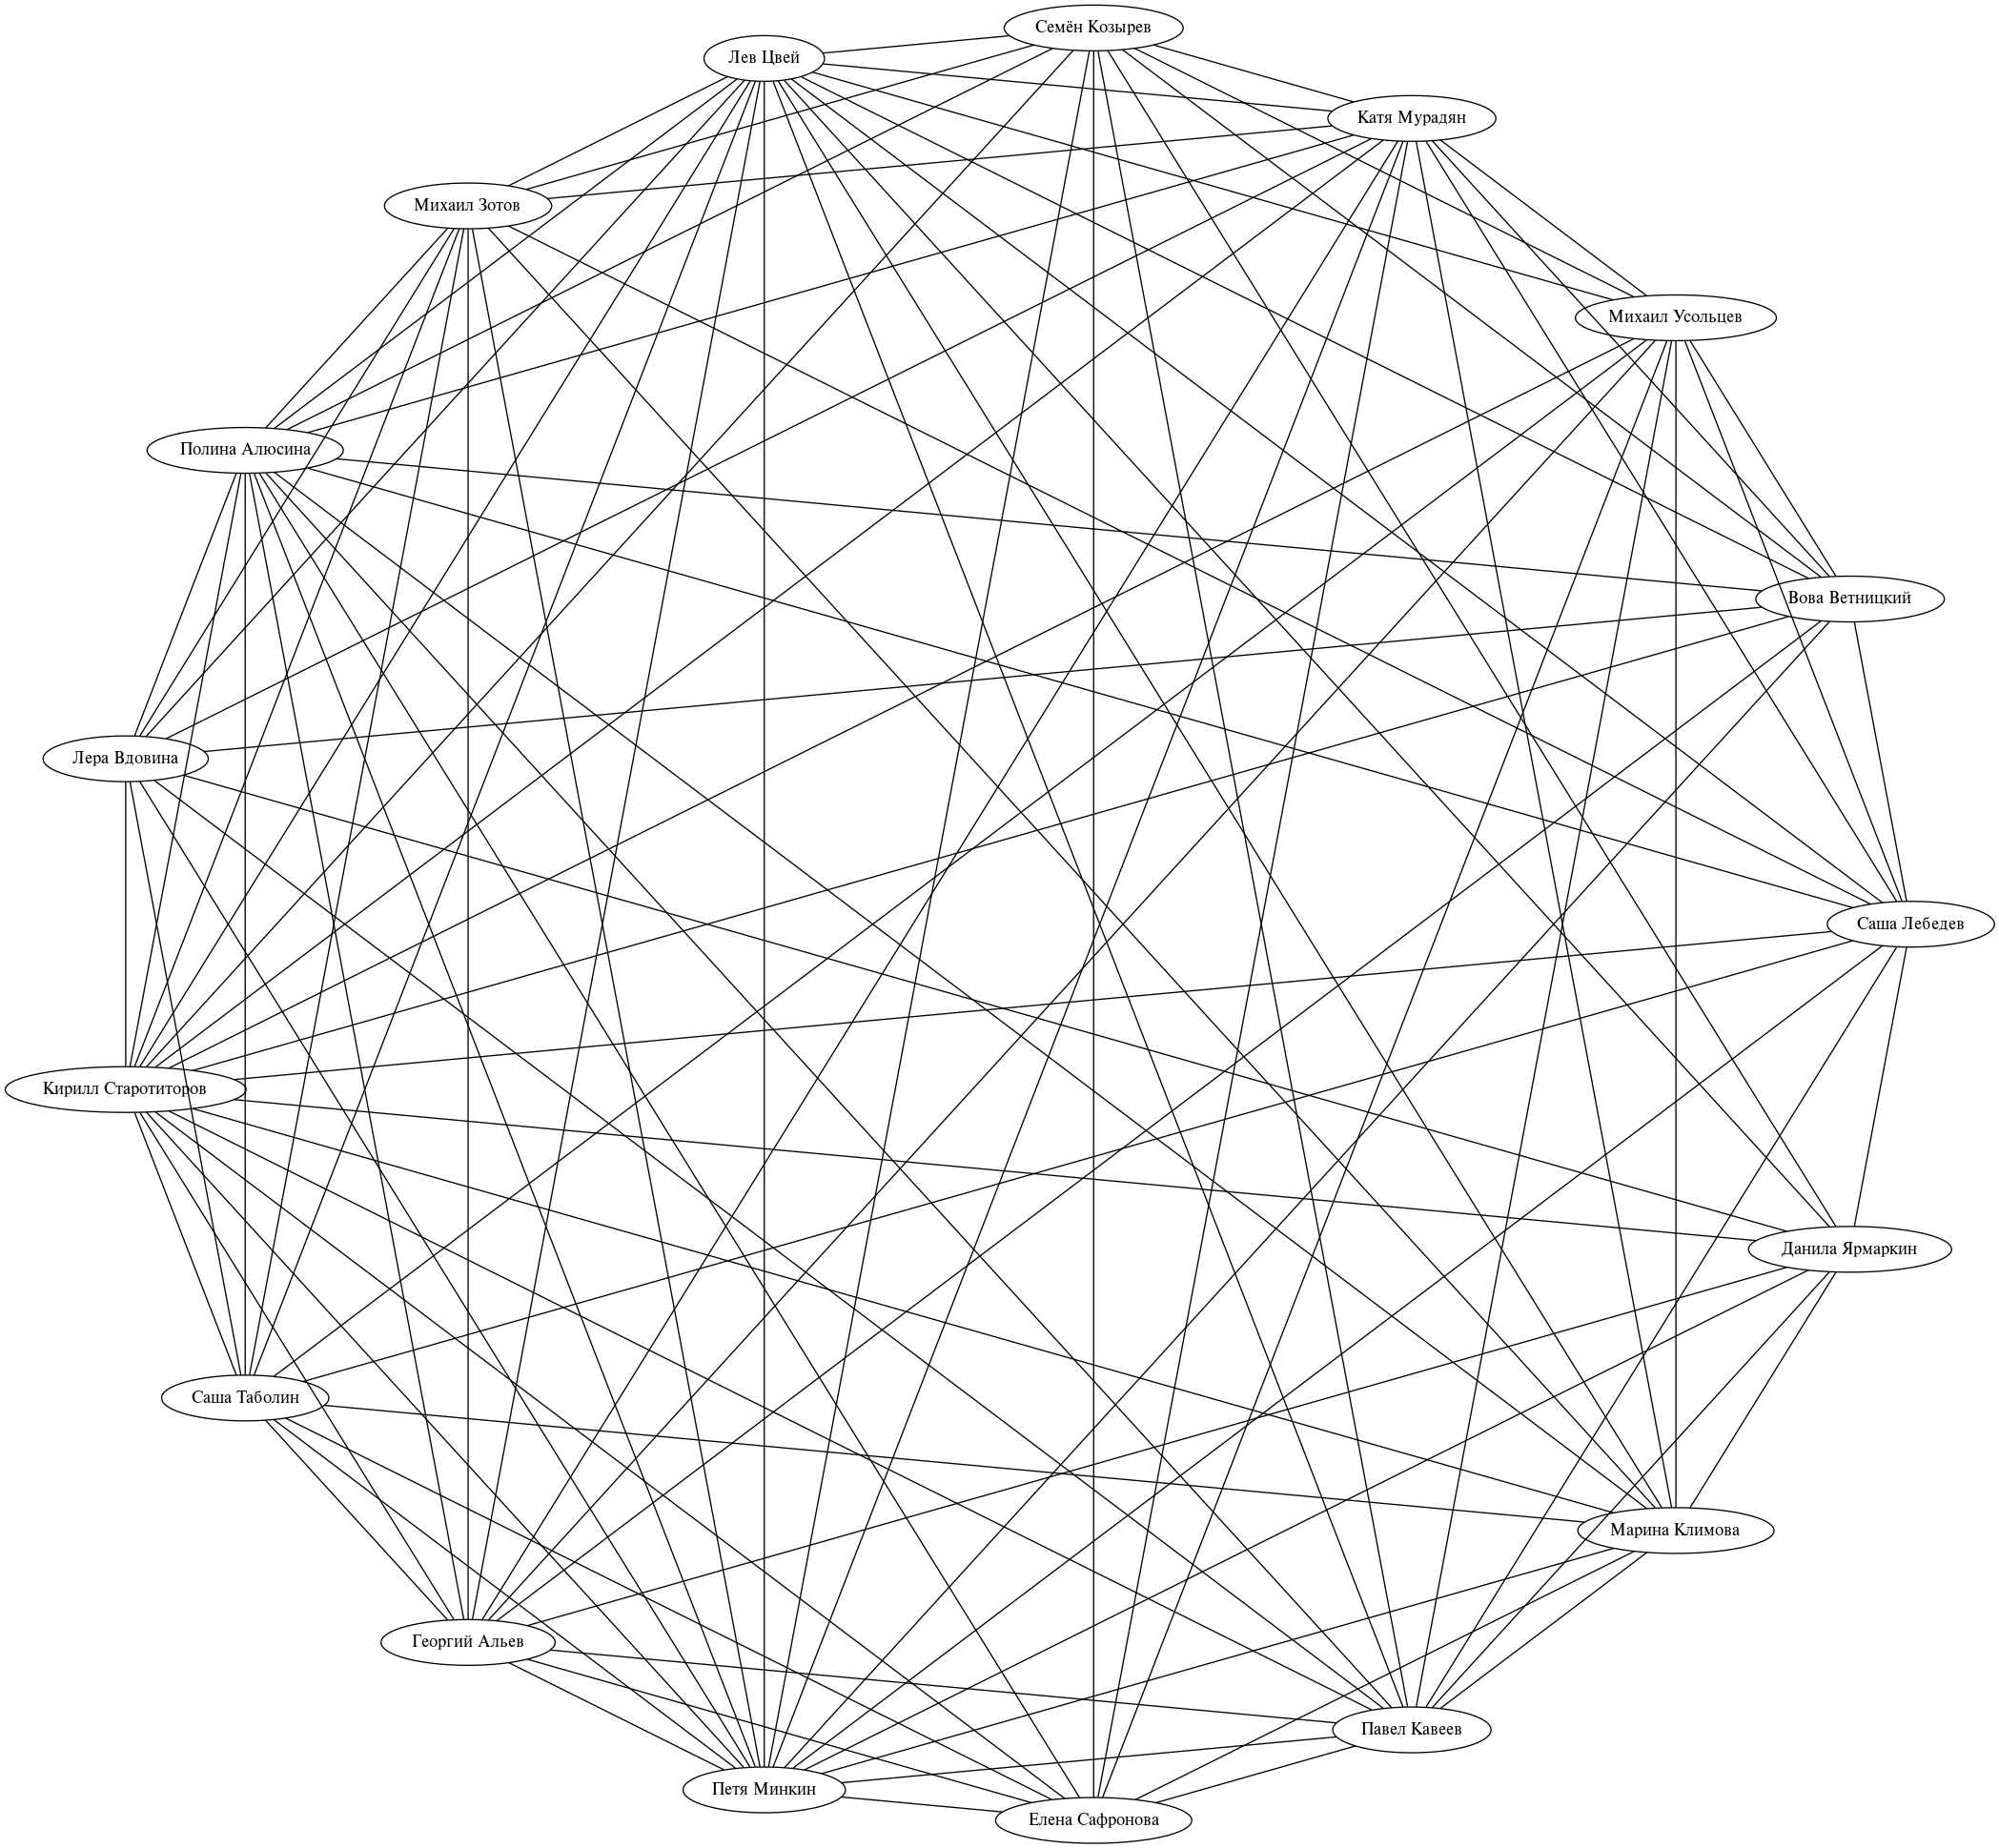 Семён Козырев
Лев Цвей
Катя Мурадян
Михаил Зотов
Михаил Усольцев
Полина Алюсина
Вова Ветницкий
Лера Вдовина
Саша Лебедев
Кирилл Старотиторов
Данила Ярмаркин
Саша Таболин
Марина Климова
Георгий Альев
Павел Кавеев
Петя Минкин
Елена Сафронова